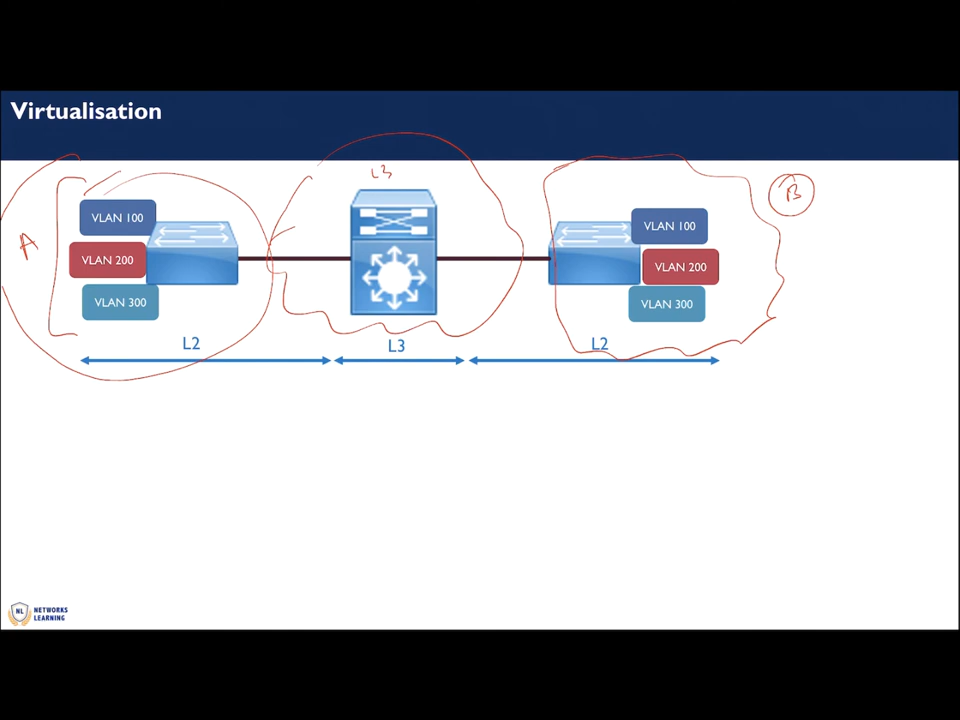 Virtualisation
L3
A
B
VLAN 100
VLAN 200
VLAN 300
VLAN 100
VLAN 200
VLAN 300
L2
L3
L2
NL
NETWORKS
LEARNING